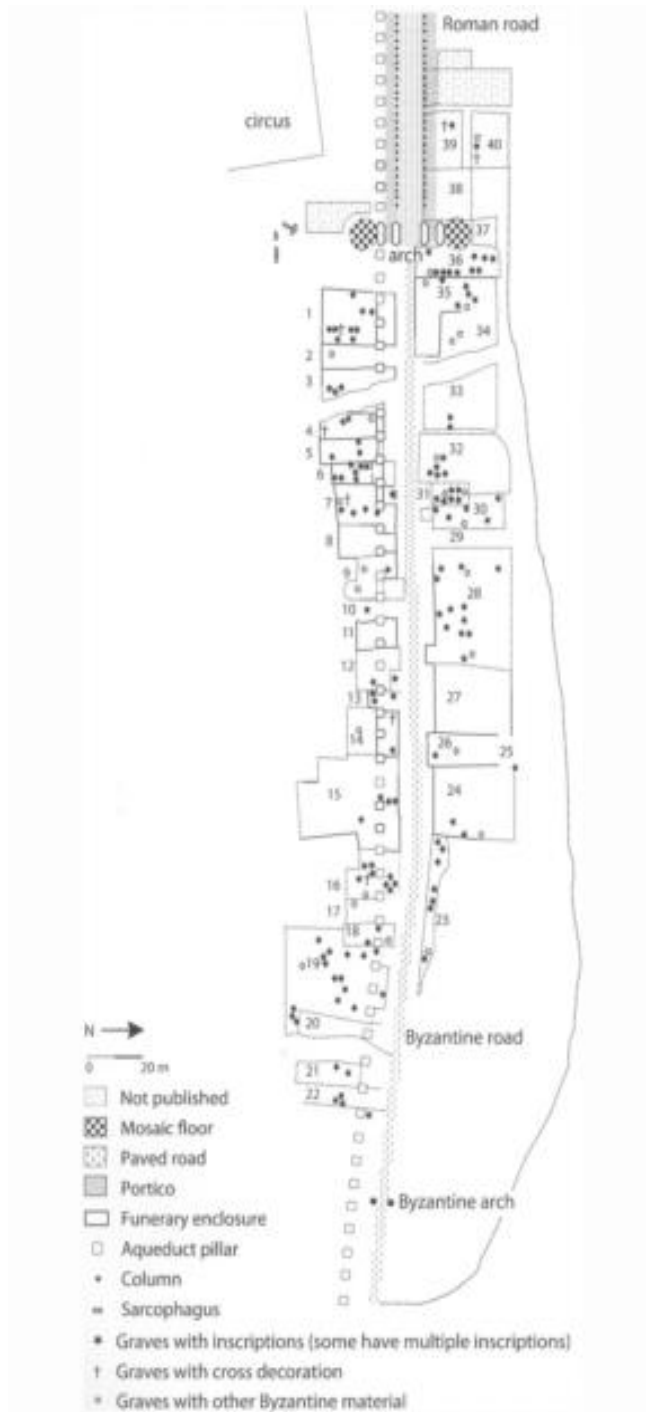 Roman road
circus
39
40
38
37
arch
36
35
34
1
2
3
33
4
5
32
6
31
7
30
8
29
9
28
10
11
12
27
13
14
26
25
15
24
16
17
23
18
19
20
N
0 20 m
21
22
Byzantine road
Byzantine arch
Not published
Mosaic floor
Paved road
Portico
Funerary enclosure
Aqueduct pillar
Column
Sarcophagus
Graves with inscriptions (some have multiple inscriptions)
Graves with cross decoration
Graves with other Byzantine material